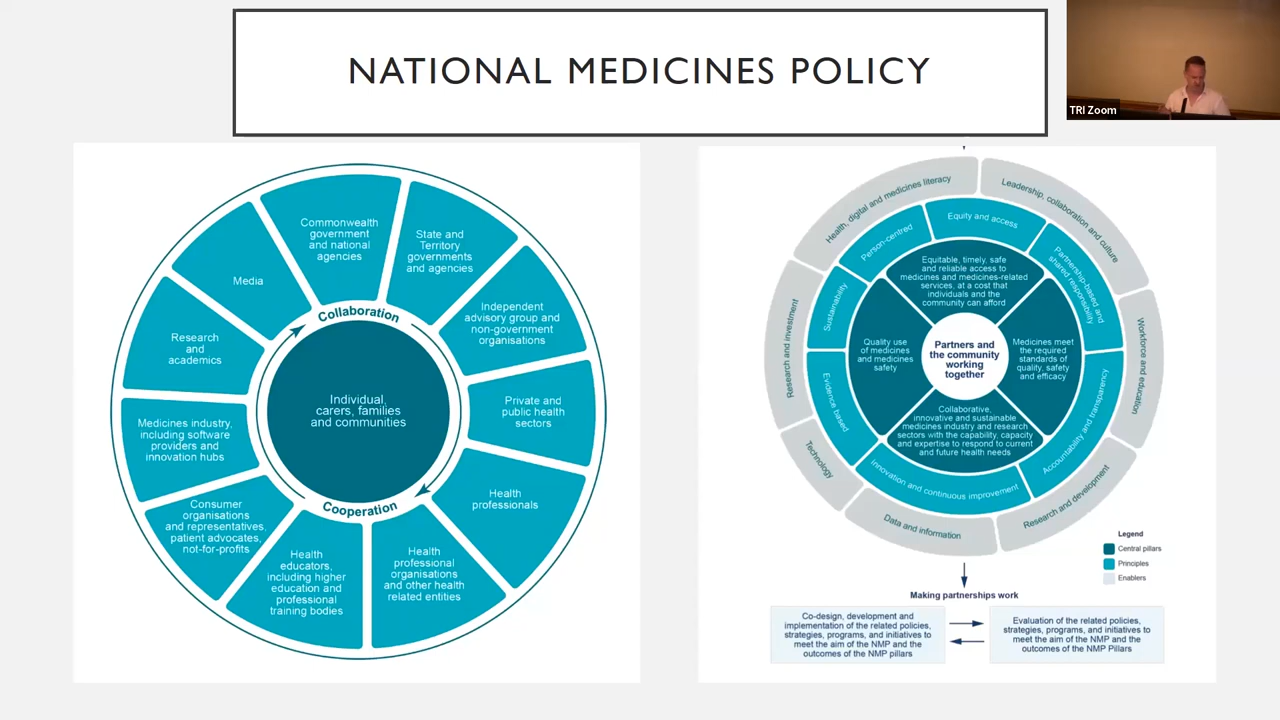 NATIONAL MEDICINES POLICY
TRI Zoom
Commonwealth
government
and national
agencies
State and
Territory
governments
and agencies
Independent
advisory group and
non-government
organisations
Private and
public health
sectors
Health
professionals
Health
professional
organisations
and other health
related entities
Health
educators,
including higher
education and
professional
training bodies
Consumer
organisations
and representatives,
patient advocates,
not-for-profits
Medicines industry,
including software
providers and
innovation hubs
Research
and
academics
Media
Collaboration
Individual,
carers, families
and communities
Cooperation
Health, digital and medicines literacy
Leadership, collaboration and culture
Workforce and education
Research and development
Data and information
Technology
Research and investment
Person-centred
Equity and access
Partnership-based and
shared responsibility
Accountability and transparency
Innovation and continuous improvement
Evidence based
Sustainability
Equitable, timely, safe
and reliable access to
medicines and medicines-related
services, at a cost that
individuals and the
community can afford
Quality use
of medicines
and medicines
safety
Partners and
the community
working
together
Medicines meet
the required
standards of
quality, safety
and efficacy
Collaborative,
innovative and sustainable
medicines industry and research
sectors with the capability, capacity
and expertise to respond to current
and future health needs
Legend
Central pillars
Principles
Enablers
Making partnerships work
Co-design, development and
implementation of the related policies,
strategies, programs, and initiatives to
meet the aim of the NMP and the
outcomes of the NMP pillars
Evaluation of the related policies,
strategies, programs, and initiatives to
meet the aim of the NMP and the
outcomes of the NMP Pillars